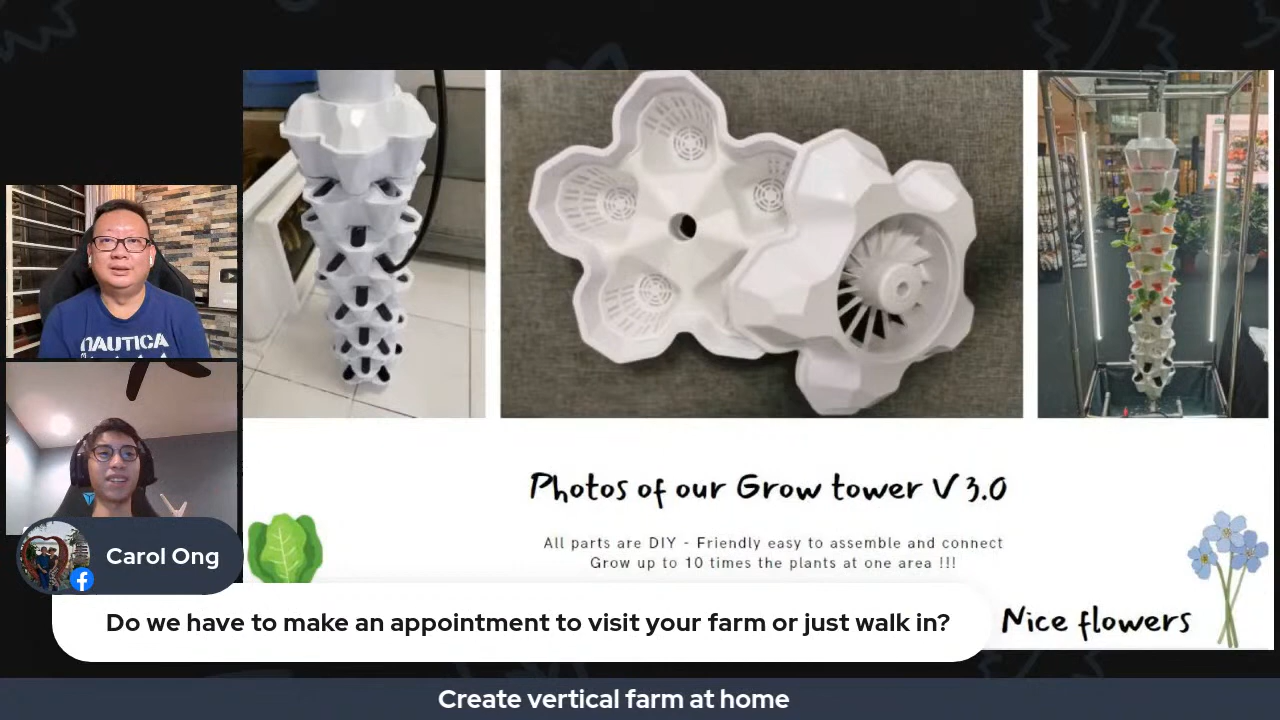 NAUTICA
Photos of our Grow tower V 3.0
All parts are DIY - Friendly easy to assemble and connect
Grow up to 10 times the plants at one area !!!
Carol Ong
Do we have to make an appointment to visit your farm or just walk in?
Nice flowers
Create vertical farm at home